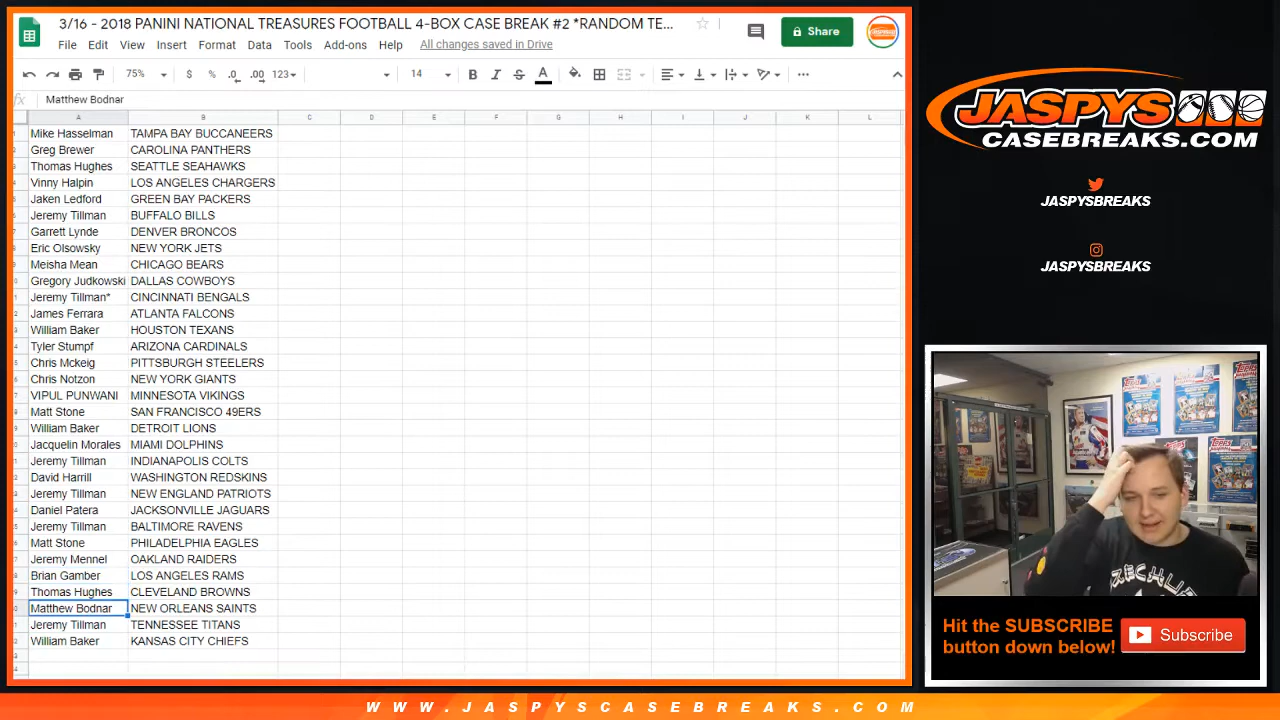 3/16 - 2018 PANINI NATIONAL TREASURES FOOTBALL 4-BOX CASE BREAK #2 *RANDOM TE...
Share
File Edit View Insert Format Data Tools Add-ons Help All changes saved in Drive
75% $ % .0 .00 123 14 B I S A
fx Matthew Bodnar
A B C D E F G H I J K L
Mike Hasselman TAMPA BAY BUCCANEERS
Greg Brewer CAROLINA PANTHERS
Thomas Hughes SEATTLE SEAHAWKS
Vinny Halpin LOS ANGELES CHARGERS
Jaken Ledford GREEN BAY PACKERS
Jeremy Tillman BUFFALO BILLS
Garrett Lynde DENVER BRONCOS
Eric Olsowsky NEW YORK JETS
Meisha Mean CHICAGO BEARS
Gregory Judkowski DALLAS COWBOYS
Jeremy Tillman* CINCINNATI BENGALS
James Ferrara ATLANTA FALCONS
William Baker HOUSTON TEXANS
Tyler Stumpf ARIZONA CARDINALS
Chris Mckeig PITTSBURGH STEELERS
Chris Notzon NEW YORK GIANTS
VIPUL PUNWANI MINNESOTA VIKINGS
Matt Stone SAN FRANCISCO 49ERS
William Baker DETROIT LIONS
Jacquelin Morales MIAMI DOLPHINS
Jeremy Tillman INDIANAPOLIS COLTS
David Harrill WASHINGTON REDSKINS
Jeremy Tillman NEW ENGLAND PATRIOTS
Daniel Patera JACKSONVILLE JAGUARS
Jeremy Tillman BALTIMORE RAVENS
Matt Stone PHILADELPHIA EAGLES
Jeremy Mennel OAKLAND RAIDERS
Brian Gamber LOS ANGELES RAMS
Thomas Hughes CLEVELAND BROWNS
Matthew Bodnar NEW ORLEANS SAINTS
Jeremy Tillman TENNESSEE TITANS
William Baker KANSAS CITY CHIEFS
JASPYS
CASEBREAKS.COM
JASPYSBREAKS
JASPYSBREAKS
Hit the SUBSCRIBE
button down below!
Subscribe
WWW.JASPYSCASEBREAKS.COM